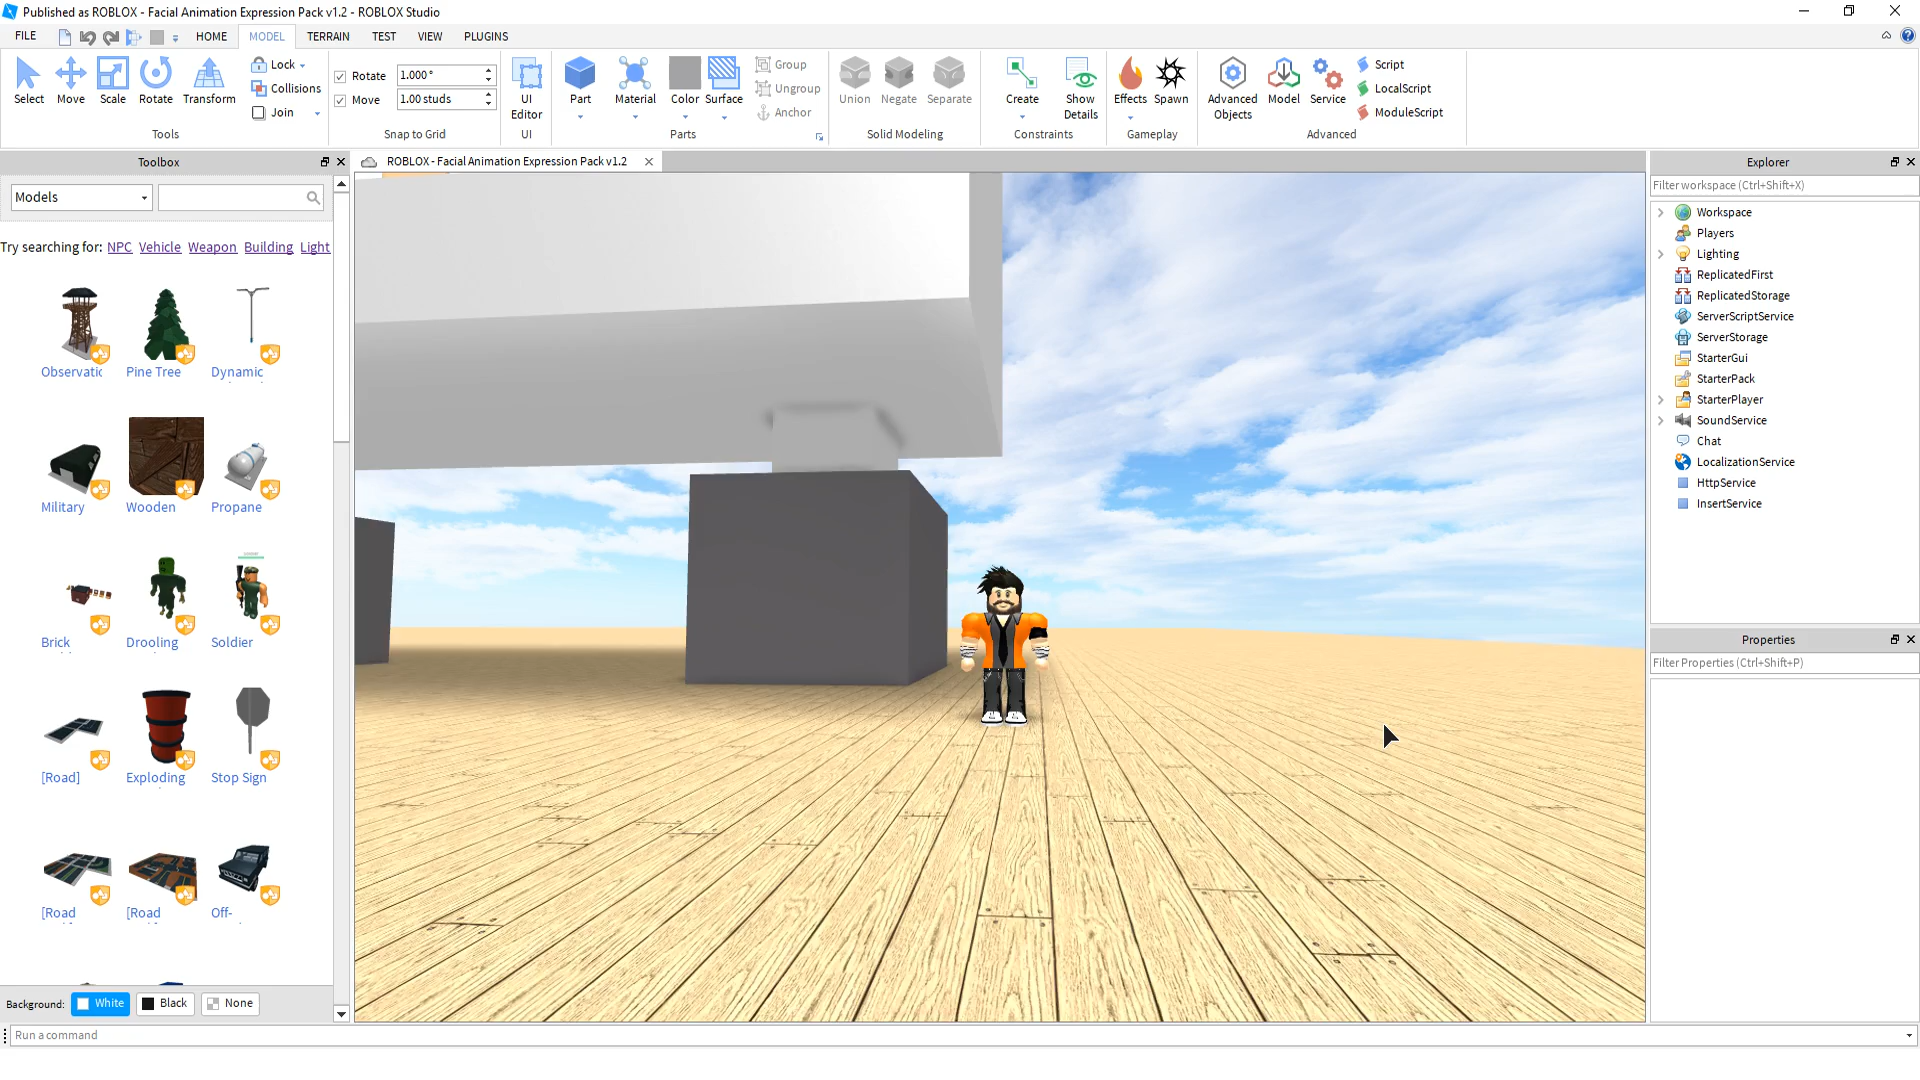 Published as ROBLOX - Facial Animation Expression Pack v1.2 - ROBLOX Studio
FILE HOME MODEL TERRAIN TEST VIEW PLUGINS
Select Move Scale Rotate Transform
Lock
Collisions
Join
Tools
Rotate 1.000 °
Move 1.00 studs
Snap to Grid
UI Editor
UI
Part Material Color Surface
Group
Ungroup
Anchor
Parts
Union Negate Separate
Solid Modeling
Create Show Details
Constraints
Effects Spawn
Gameplay
Advanced Objects Model Service
Script
LocalScript
ModuleScript
Advanced
Toolbox
Models
Try searching for: NPC Vehicle Weapon Building Light
Observatic Pine Tree Dynamic
Military Wooden Propane
Brick Drooling Soldier
[Road] Exploding Stop Sign
[Road [Road Off-
Background: White Black None
Run a command
ROBLOX - Facial Animation Expression Pack v1.2
Explorer
Filter workspace (Ctrl+Shift+X)
Workspace
Players
Lighting
ReplicatedFirst
ReplicatedStorage
ServerScriptService
ServerStorage
StarterGui
StarterPack
StarterPlayer
SoundService
Chat
LocalizationService
HttpService
InsertService
Properties
Filter Properties (Ctrl+Shift+P)